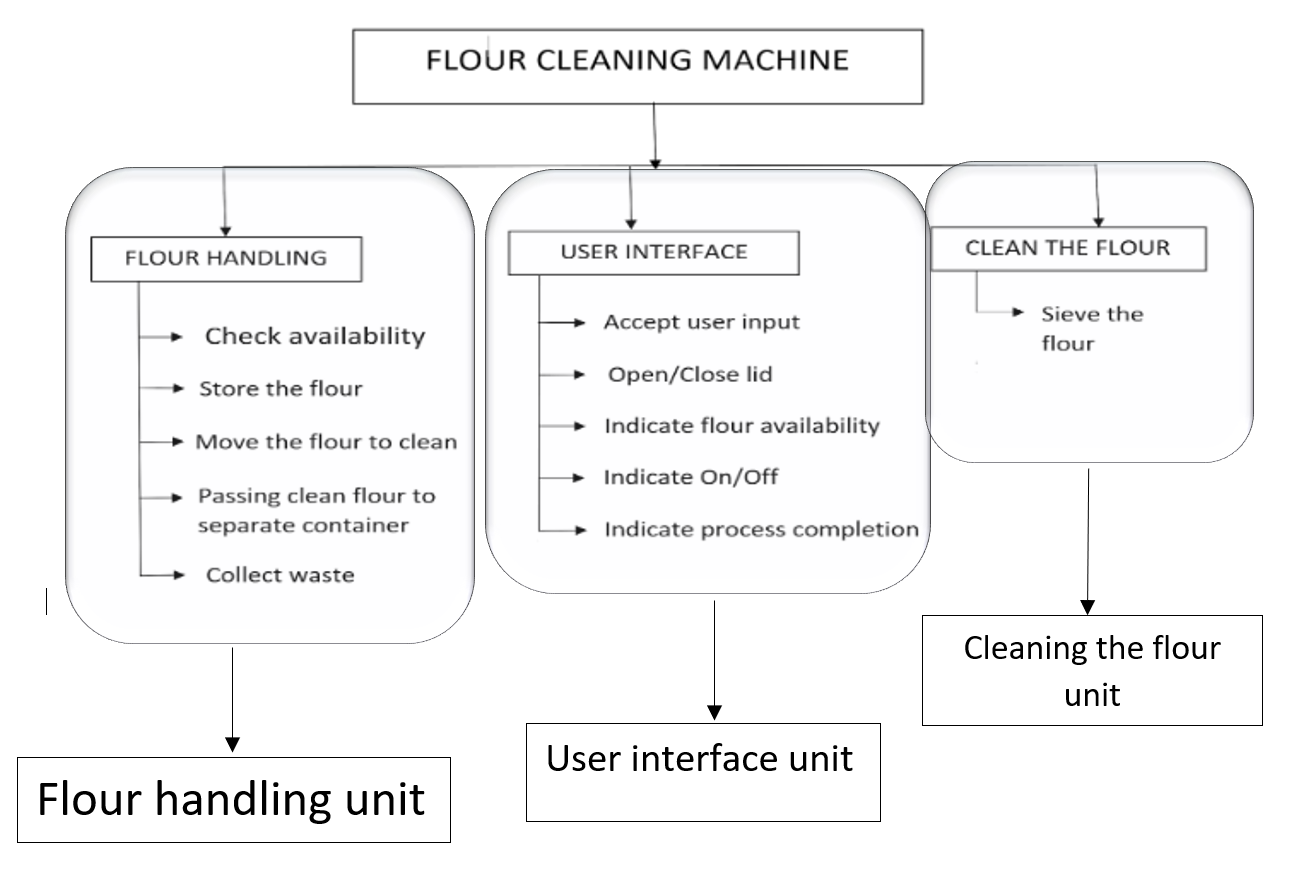 FLOUR CLEANING MACHINE
FLOUR HANDLING
Check availability
Store the flour
Move the flour to clean
Passing clean flour to
separate container
Collect waste
USER INTERFACE
Accept user input
Open/Close lid
Indicate flour availability
Indicate On/Off
Indicate process completion
CLEAN THE FLOUR
Sieve the
flour
Flour handling unit
User interface unit
Cleaning the flour
unit